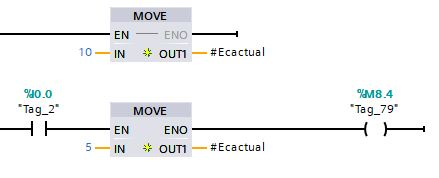 MOVE
EN ENO
10 IN OUT1 #Ecactual
%I0.0 %M8.4
"Tag_2" MOVE "Tag_79"
EN ENO
5 IN OUT1 #Ecactual